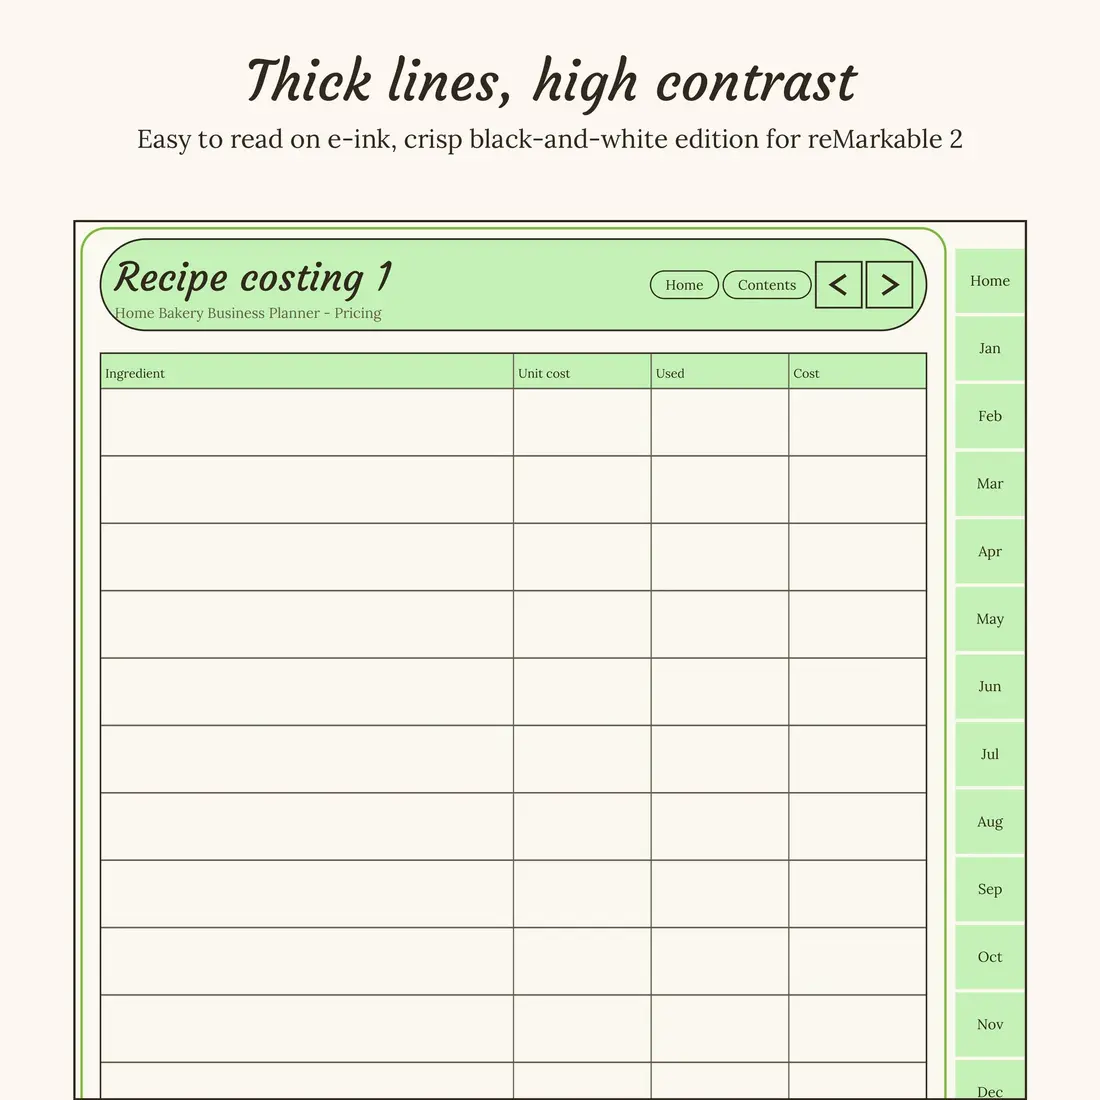 Thick lines, high contrast
Easy to read on e-ink, crisp black-and-white edition for reMarkable 2
Recipe costing 1
Home Bakery Business Planner - Pricing
Home
Contents
<
>
Ingredient
Unit cost
Used
Cost
Home
Jan
Feb
Mar
Apr
May
Jun
Jul
Aug
Sep
Oct
Nov
Dec